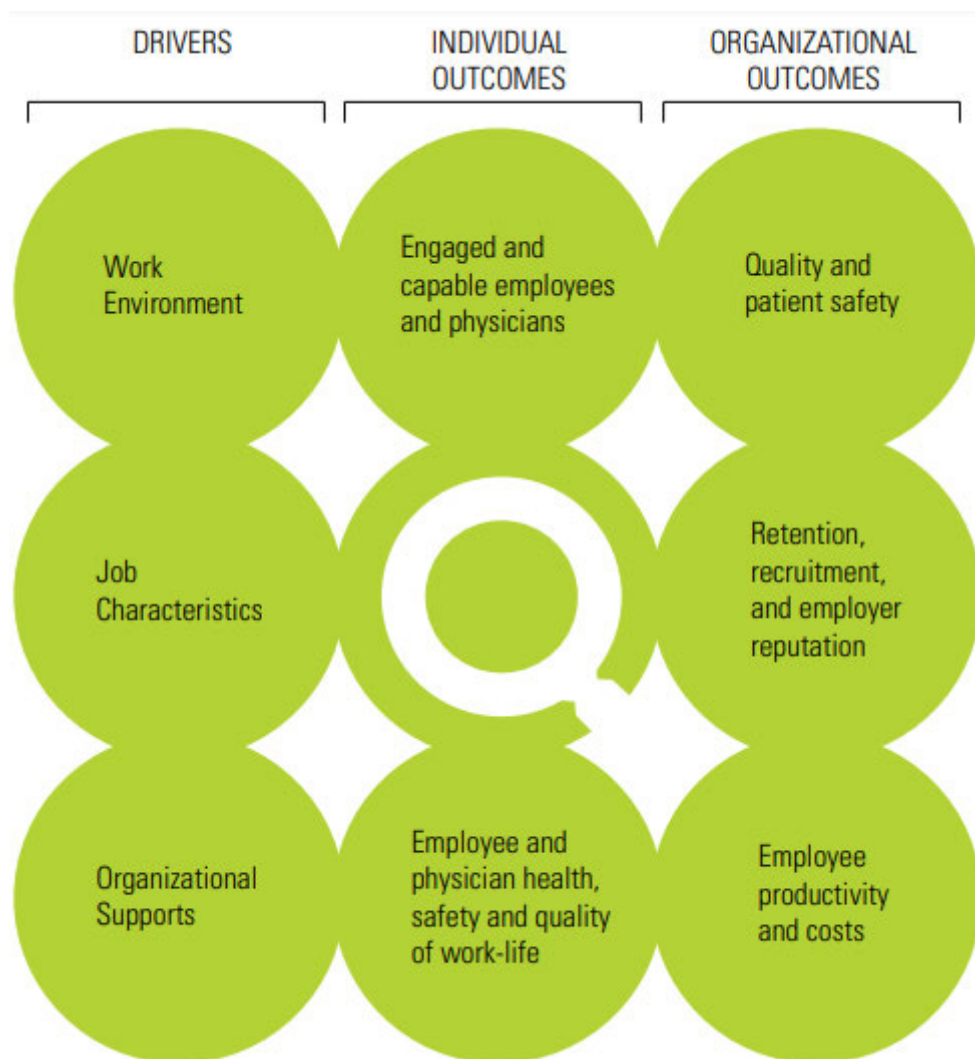 DRIVERS
INDIVIDUAL
OUTCOMES
ORGANIZATIONAL
OUTCOMES
Work
Environment
Engaged and
capable employees
and physicians
Quality and
patient safety
Job
Characteristics
Q
Retention,
recruitment,
and employer
reputation
Organizational
Supports
Employee and
physician health,
safety and quality
of work-life
Employee
productivity
and costs